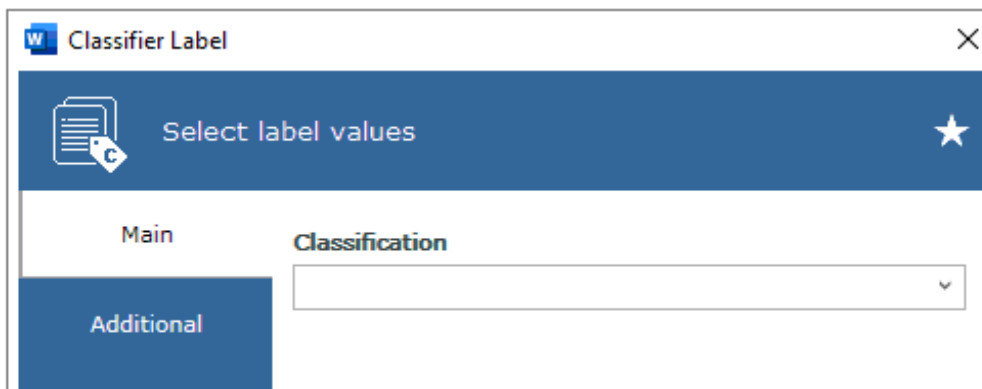 Classifier Label
Select label values
Main
Classification
Additional